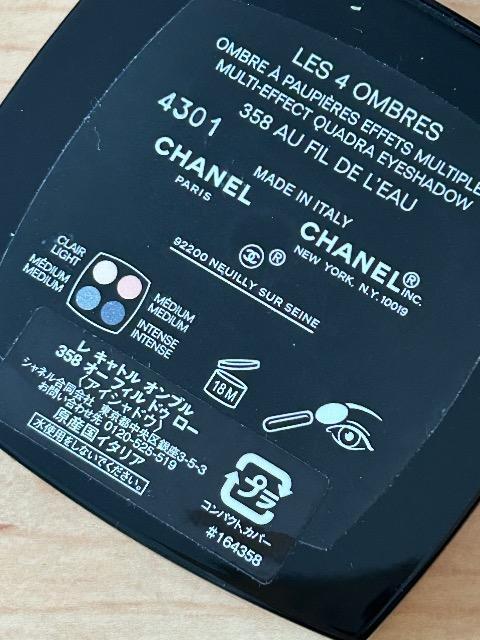 LES 4 OMBRES
OMBRE À PAUPIÈRES EFFETS MULTIPLE
MULTI-EFFECT QUADRA EYESHADOW
358 AU FIL DE L'EAU
4301
CHANEL
PARIS
MADE IN ITALY
CHANEL®
INC.
NEW YORK, N.Y. 10019
®
92200 NEUILLY SUR SEINE
CLAIR
LIGHT
MÉDIUM
MEDIUM
MÉDIUM
MEDIUM
INTENSE
INTENSE
18M
レ キャトル オンブル
358 オー フィル ドゥ ロー
〈アイシャドウ〉
シャネル合同会社 東京都中央区銀座3-5-3
お問い合わせ先 0120-525-519
原産国イタリア
水使用をしないでください。
プラ
コンパクト,カバー
#164358